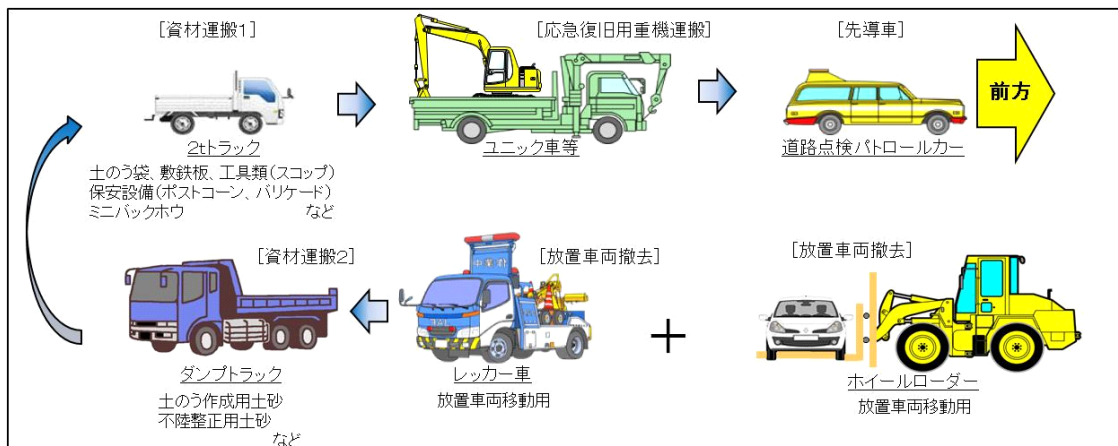 [資材運搬1]
[応急復旧用重機運搬]
[先導車]
前方
2tトラック
ユニック車等
道路点検パトロールカー
土のう袋、敷鉄板、工具類(スコップ)
保安設備(ポストコーン、バリケード)
ミニバックホウ など
[資材運搬2]
[放置車両撤去]
[放置車両撤去]
+
ダンプトラック
レッカー車
ホイールローダー
土のう作成用土砂
不陸整正用土砂
など
放置車両移動用
放置車両移動用